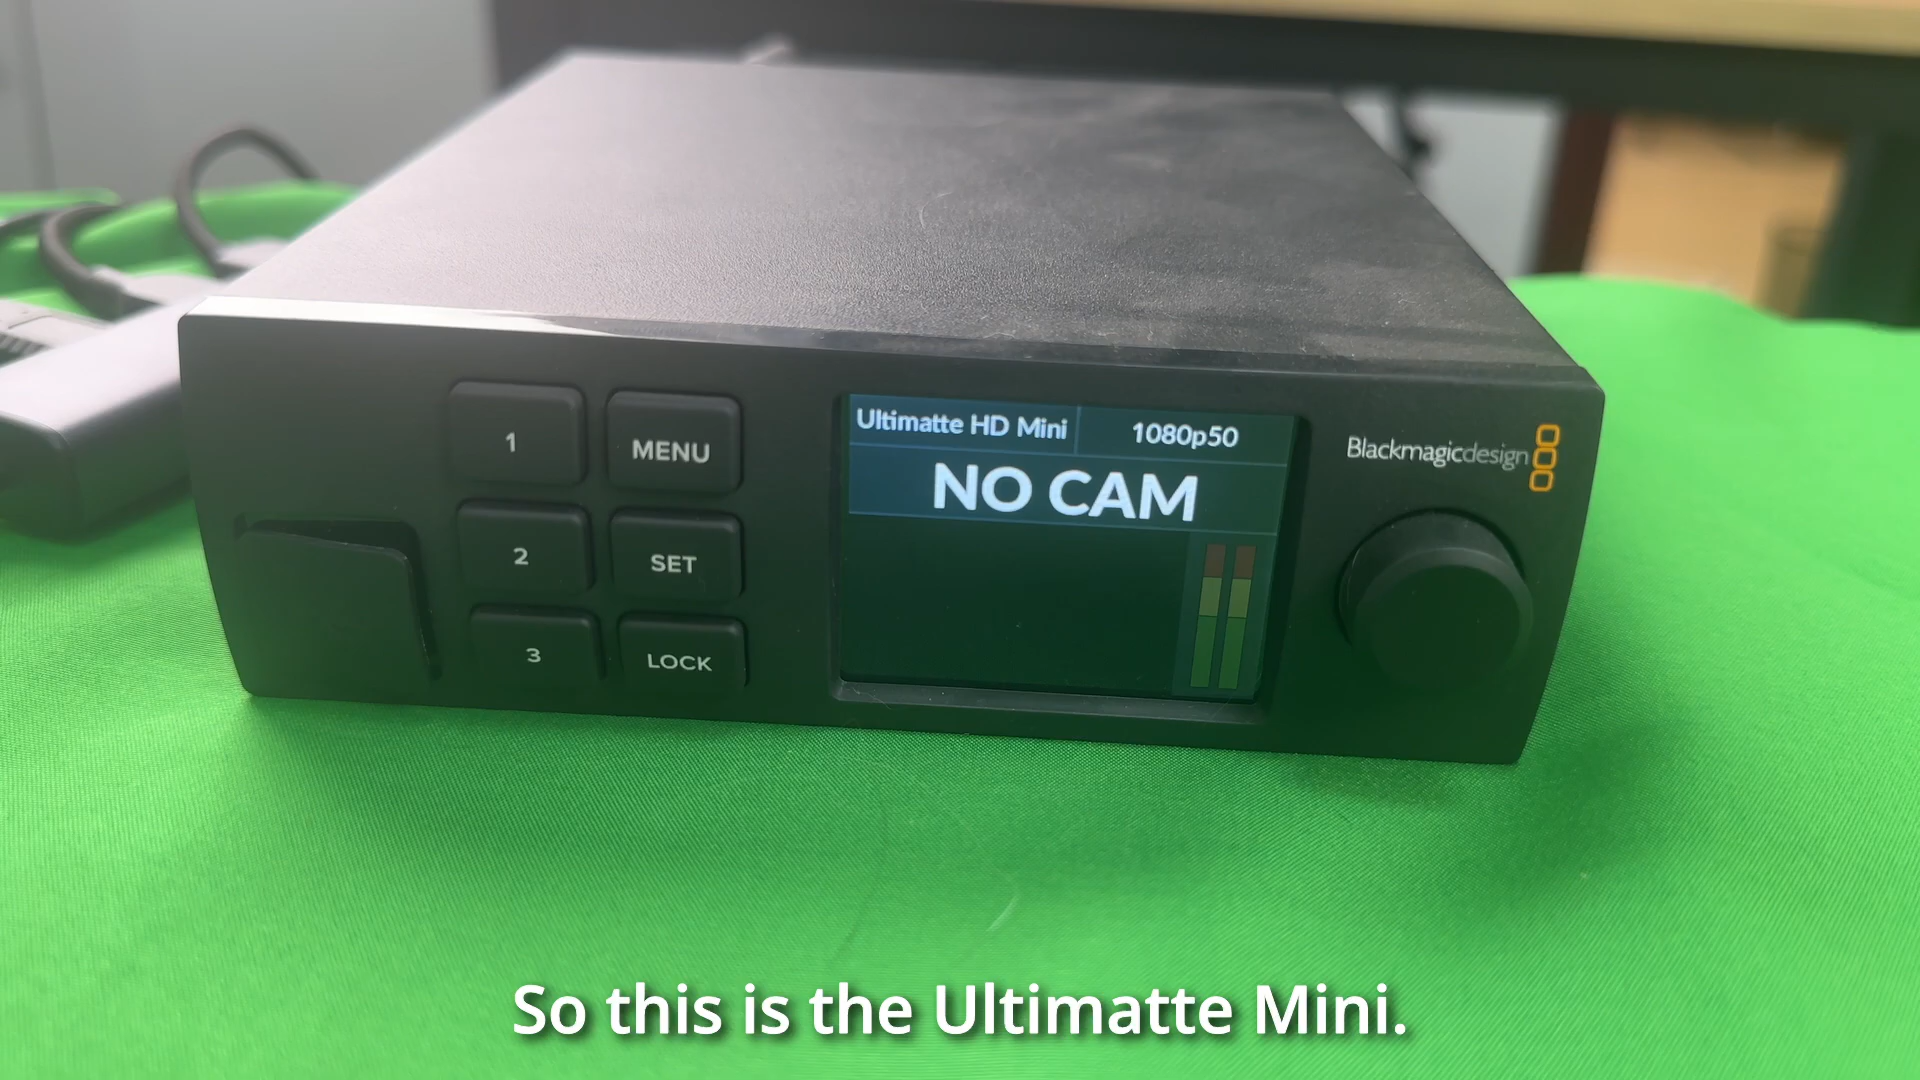 1
MENU
2
SET
3
LOCK
Ultimatte HD Mini
1080p50
NO CAM
Blackmagicdesign
So this is the Ultimatte Mini.